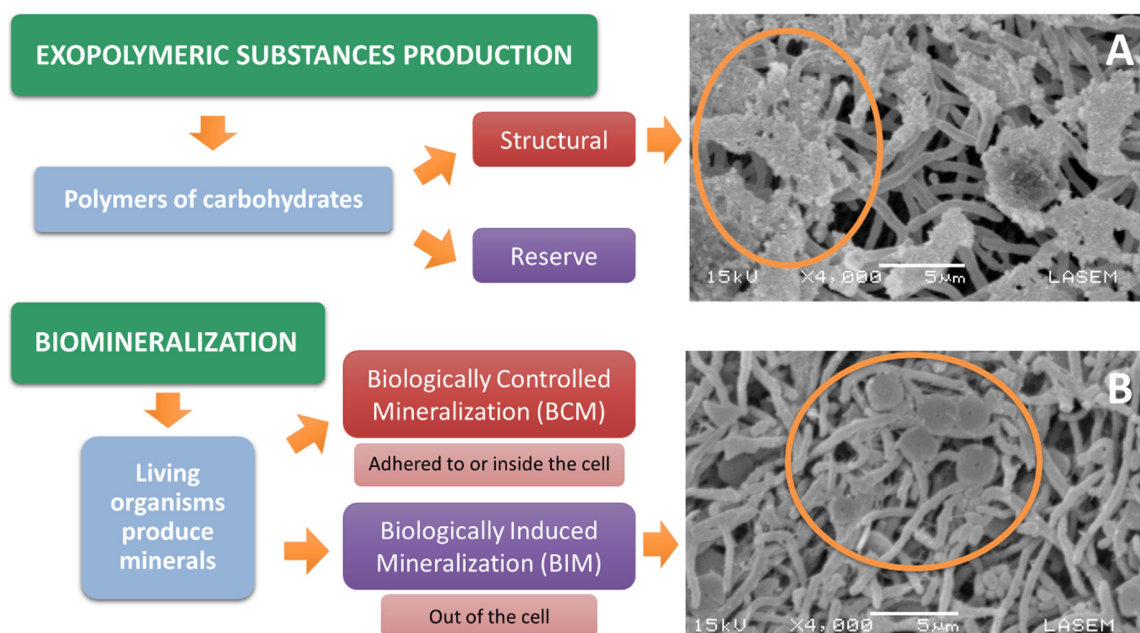 EXOPOLYMERIC SUBSTANCES PRODUCTION
Polymers of carbohydrates
Structural
Reserve
A
15kV X4,000 5µm LASEM
BIOMINERALIZATION
Living
organisms
produce
minerals
Biologically Controlled
Mineralization (BCM)
Adhered to or inside the cell
Biologically Induced
Mineralization (BIM)
Out of the cell
B
15kV X4,000 5µm LASEM